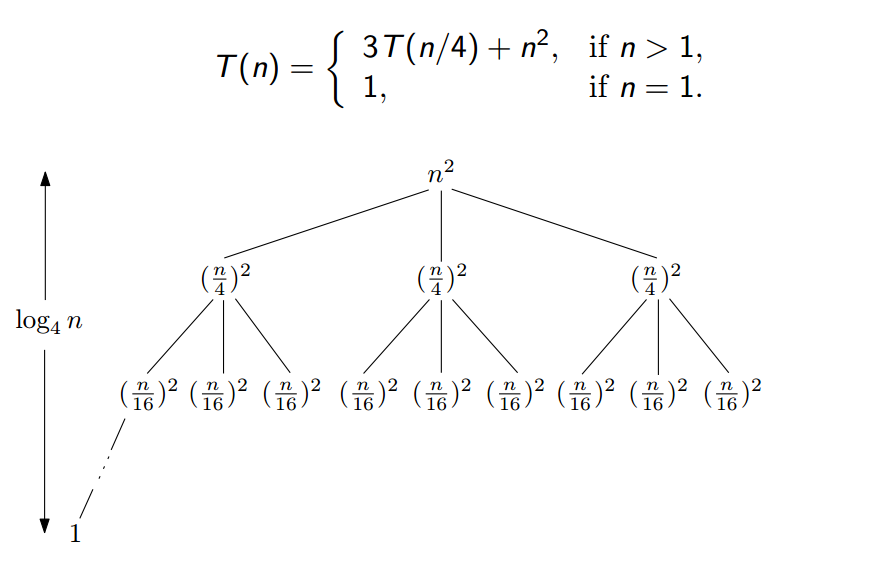 T(n) = { 3T(n/4) + n², if n > 1,
1, if n = 1.
n²
(n/4)² (n/4)² (n/4)²
log₄ n
(n/16)² (n/16)² (n/16)² (n/16)² (n/16)² (n/16)² (n/16)² (n/16)² (n/16)²
1